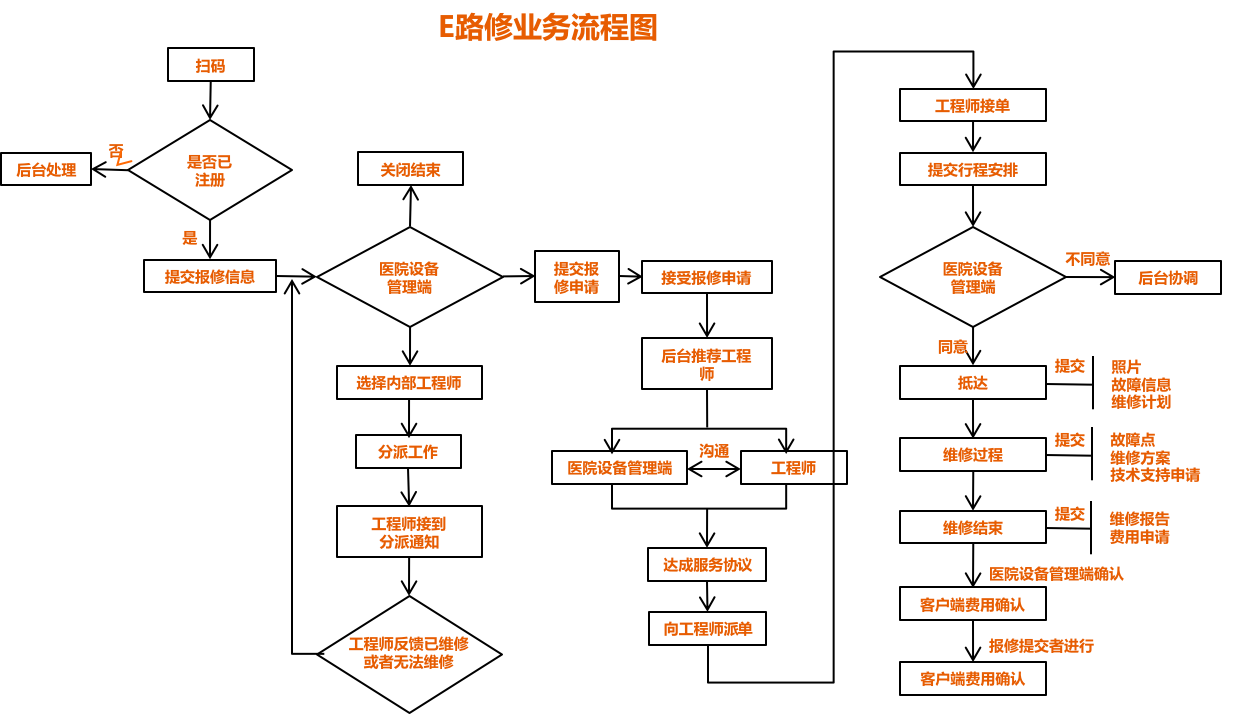 E路修业务流程图
扫码
是否已
注册
否
后台处理
是
提交报修信息
关闭结束
医院设备
管理端
选择内部工程师
分派工作
工程师接到
分派通知
工程师反馈已维修
或者无法维修
提交报
修申请
接受报修申请
后台推荐工程
师
医院设备管理端
沟通
工程师
达成服务协议
向工程师派单
工程师接单
提交行程安排
医院设备
管理端
不同意
后台协调
同意
抵达
提交
照片
故障信息
维修计划
维修过程
提交
故障点
维修方案
技术支持申请
维修结束
提交
维修报告
费用申请
医院设备管理端确认
客户端费用确认
报修提交者进行
客户端费用确认